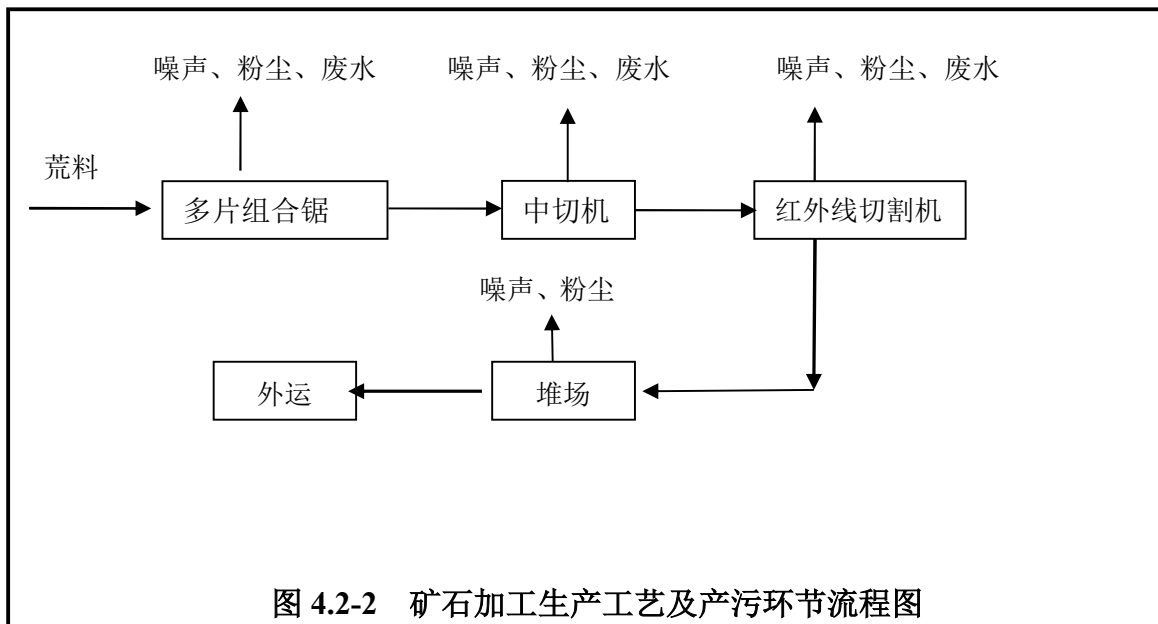 噪声、粉尘、废水 噪声、粉尘、废水 噪声、粉尘、废水
荒料
多片组合锯 中切机 红外线切割机
噪声、粉尘
外运 堆场
图 4.2-2 矿石加工生产工艺及产污环节流程图